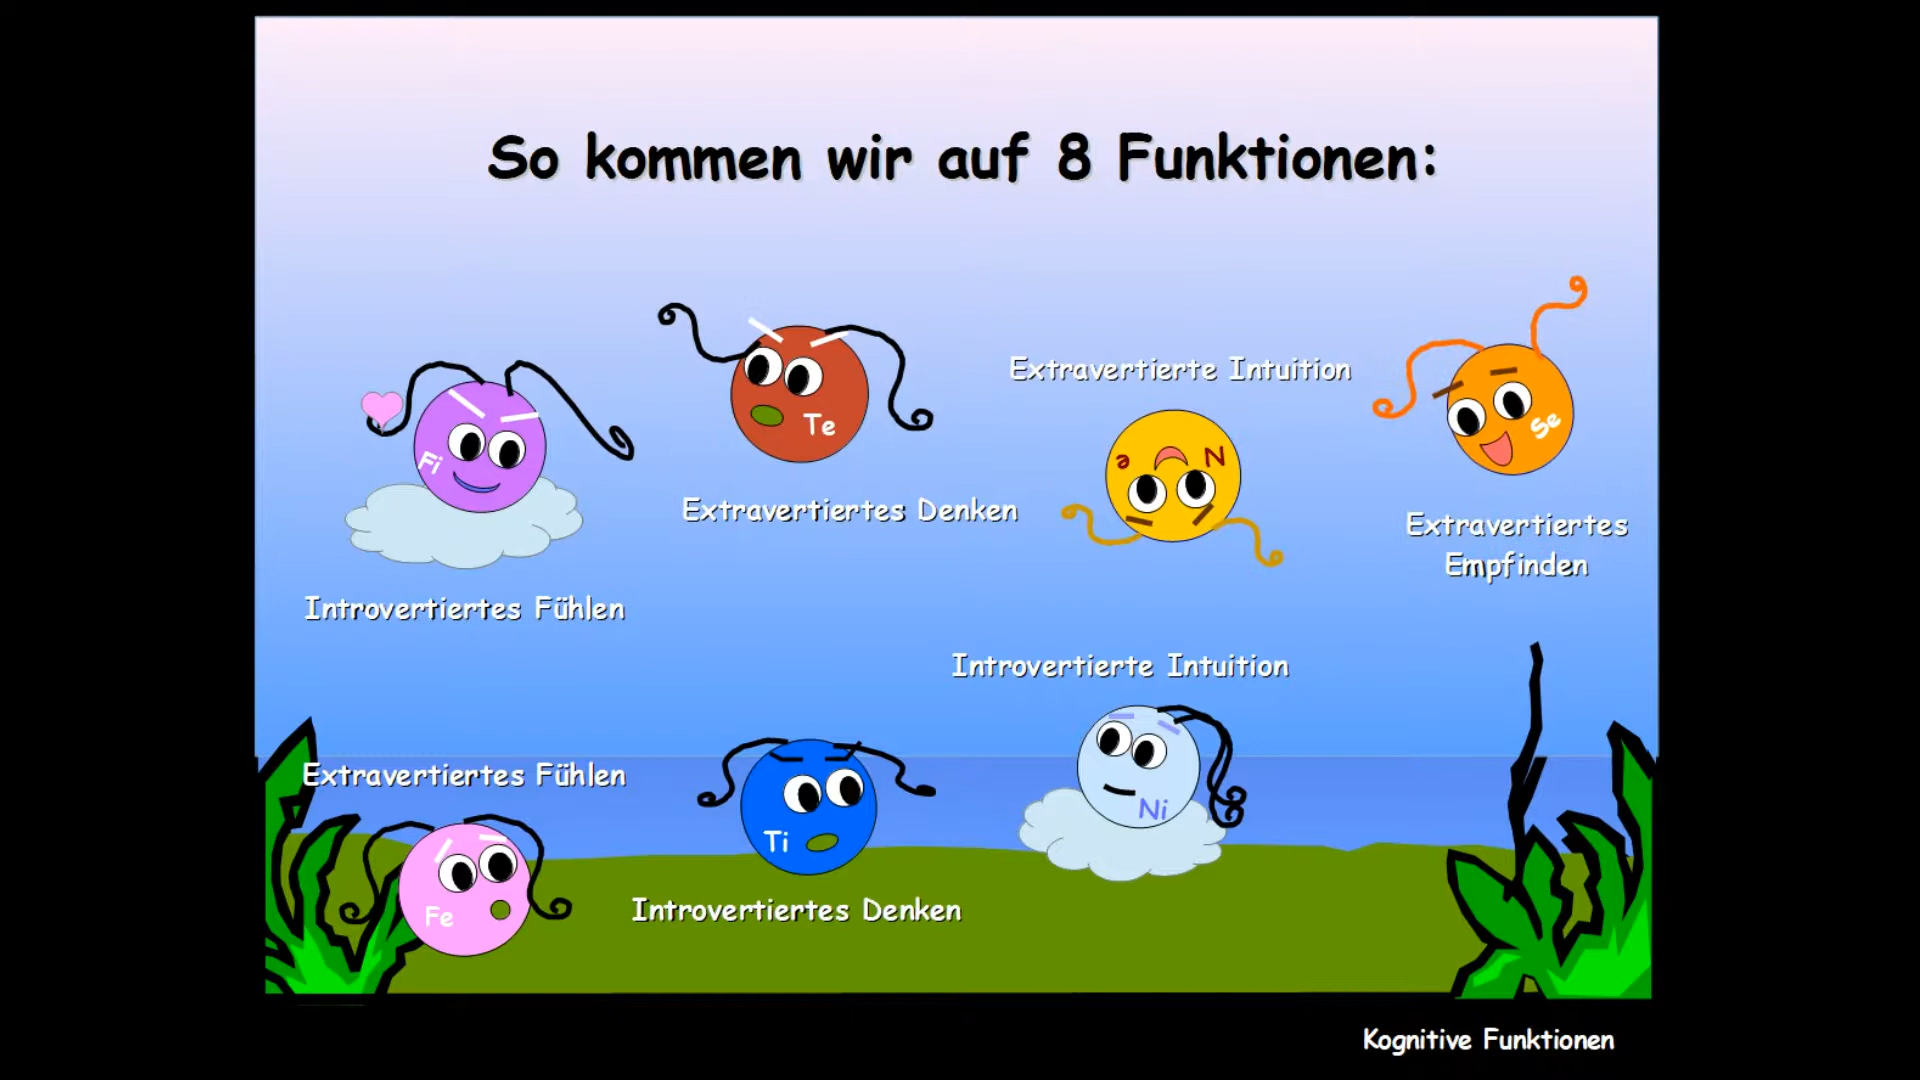 So kommen wir auf 8 Funktionen:
Fi
Introvertiertes Fühlen
Te
Extravertiertes Denken
Extravertierte Intuition
Ne
Se
Extravertiertes
Empfinden
Extravertiertes Fühlen
Fe
Ti
Introvertiertes Denken
Introvertierte Intuition
Ni
Kognitive Funktionen